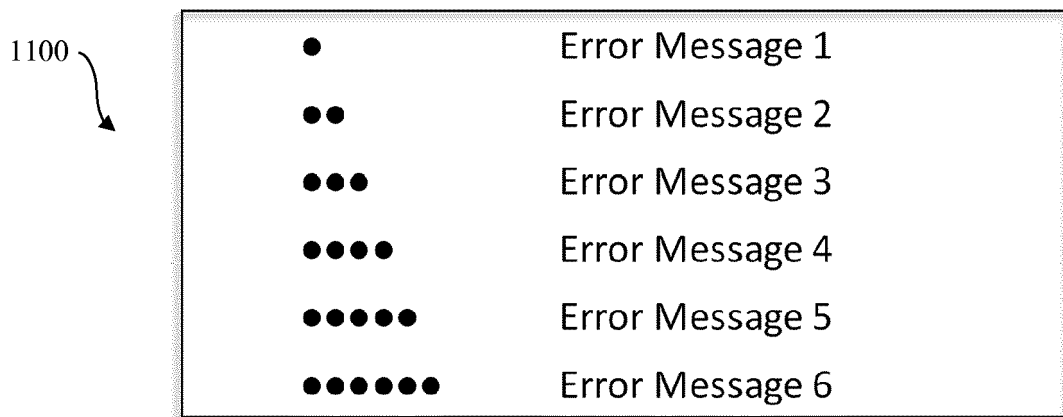 1100
● Error Message 1
●● Error Message 2
●●● Error Message 3
●●●● Error Message 4
●●●●● Error Message 5
●●●●●● Error Message 6